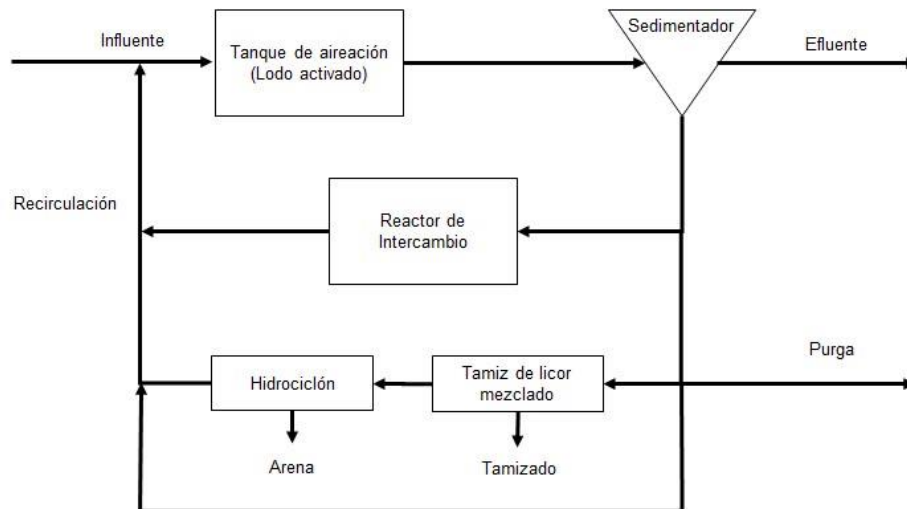 Influente
Tanque de aireación
(Lodo activado)
Sedimentador
Efluente
Recirculación
Reactor de
Intercambio
Purga
Hidrociclón
Tamiz de licor
mezclado
Arena
Tamizado